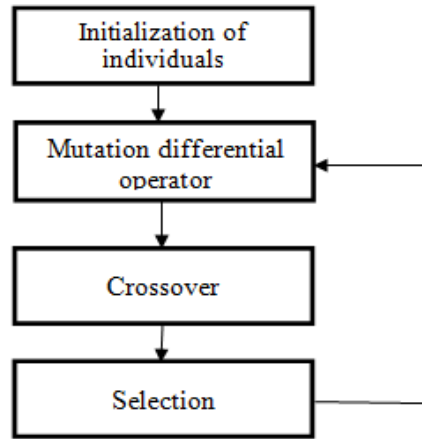 Initialization of
individuals
Mutation differential
operator
Crossover
Selection